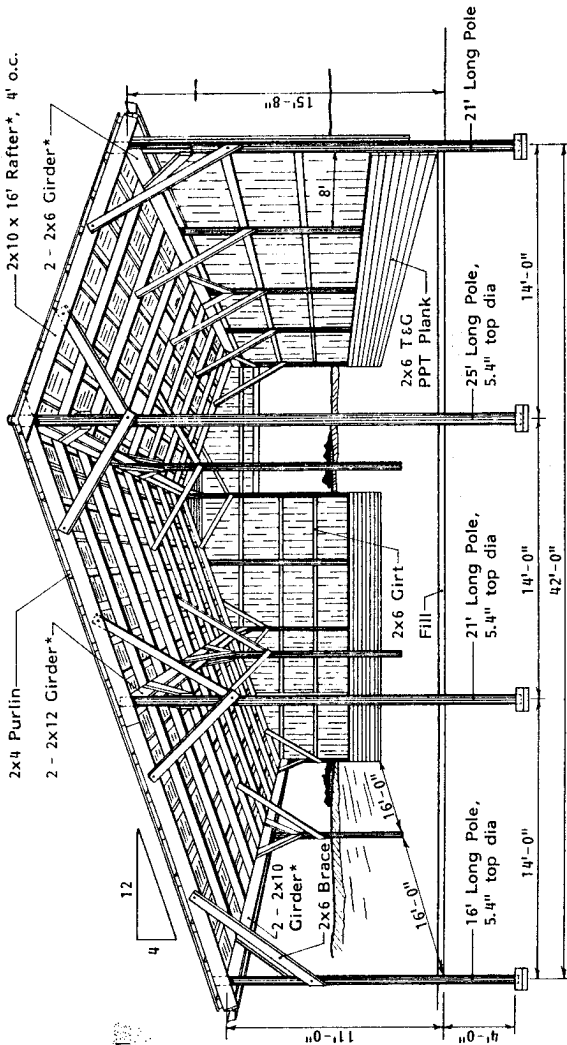 2x10 x 16' Rafter*, 4' o.c.
2 - 2x6 Girder*
2x4 Purlin
2 - 2x12 Girder*
12
4
15'-8"
8'
2x6 T&G
PPT Plank
2x6 Girt
Fill
2 - 2x10
Girder*
2x6 Brace
16'-0"
16'-0"
11'-0"
4'-0"
16' Long Pole,
5.4" top dia
21' Long Pole,
5.4" top dia
25' Long Pole,
5.4" top dia
21' Long Pole
14'-0"
14'-0"
14'-0"
42'-0"